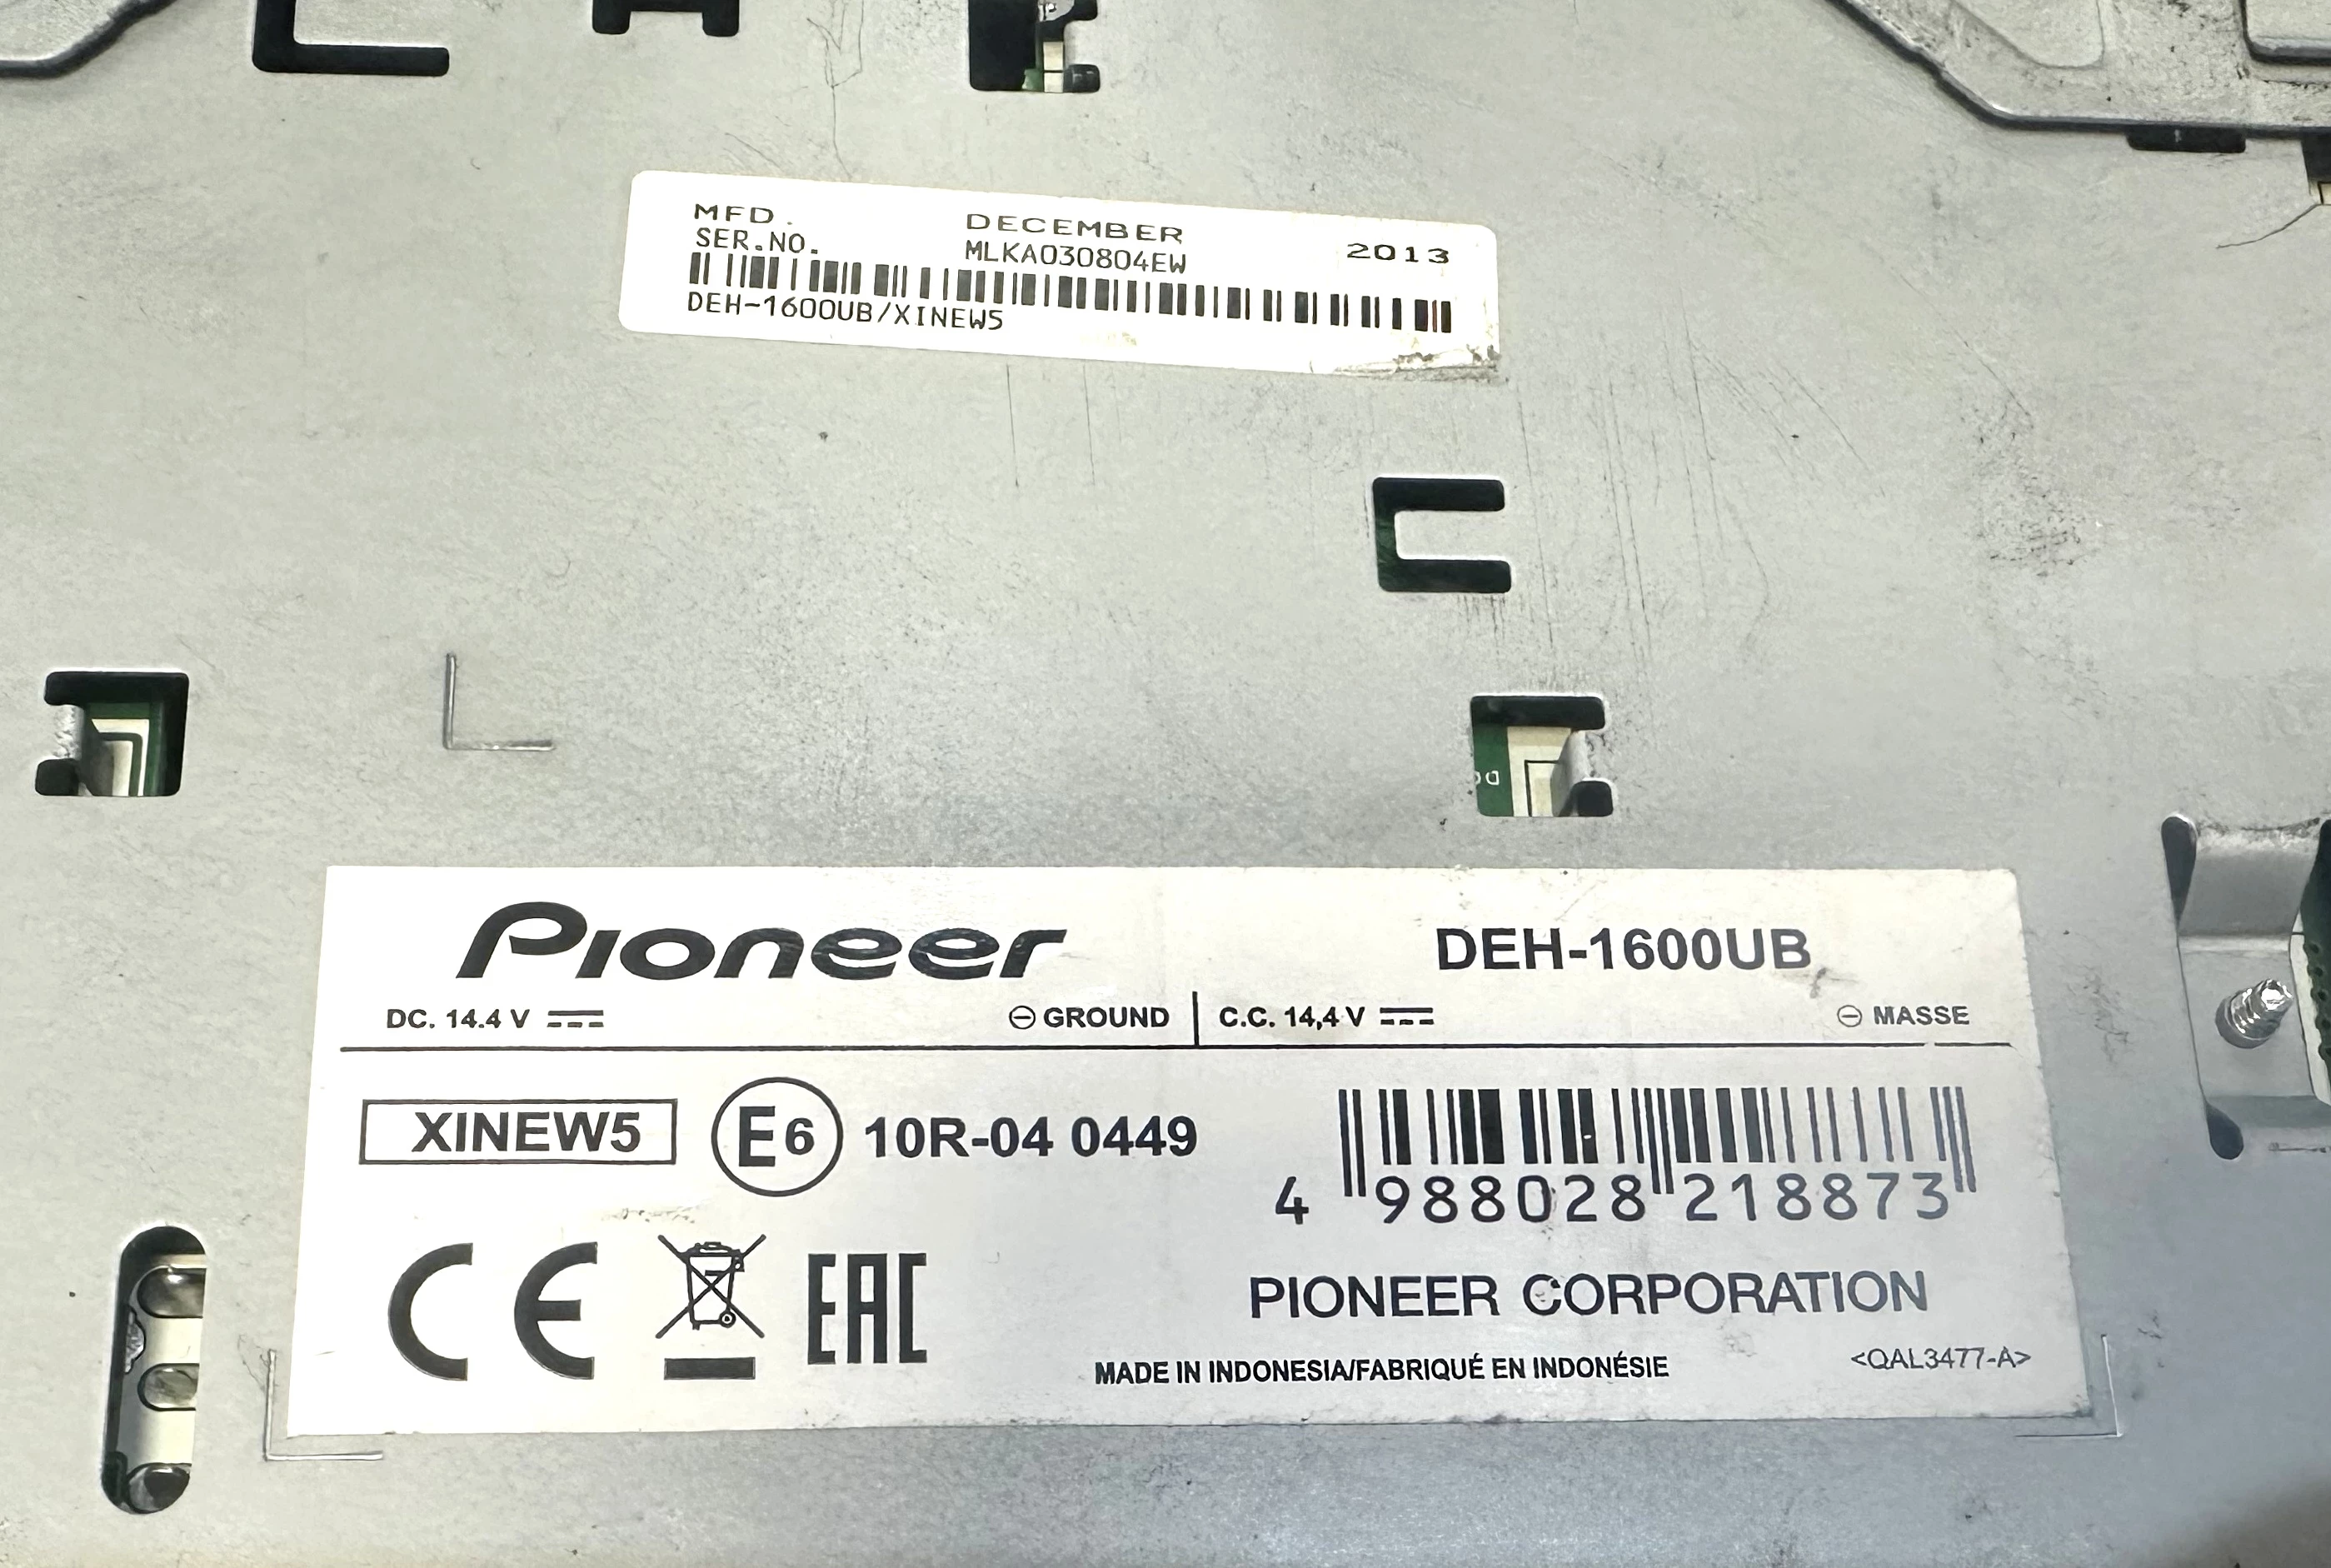 MFD. DECEMBER 2013
SER.NO. MLKA030804EW
DEH-1600UB/XINEW5
Pioneer DEH-1600UB
DC. 14.4 V GROUND C.C. 14,4 V MASSE
XINEW5 E6 10R-04 0449
4 988028 218873
CE EAC
PIONEER CORPORATION
MADE IN INDONESIA/FABRIQUÉ EN INDONÉSIE <QAL3477-A>